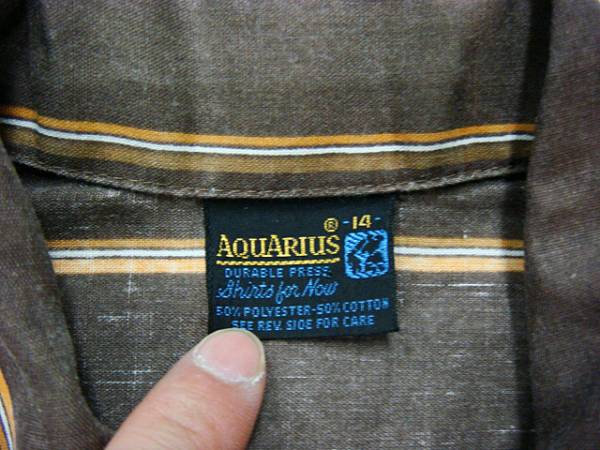 ® -14-
AQUARIUS
DURABLE PRESS
Shirts for Now
50% POLYESTER-50% COTTON
SEE REV. SIDE FOR CARE